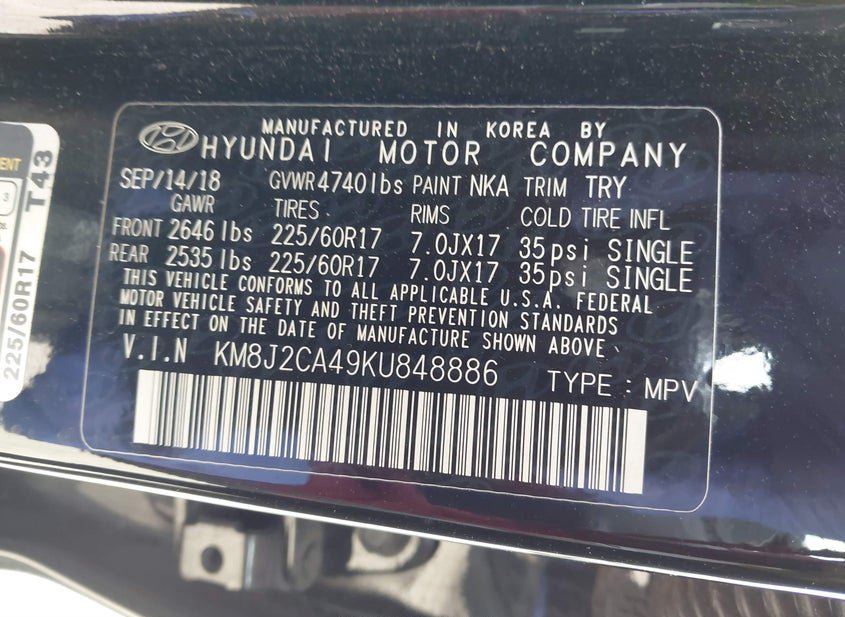 MANUFACTURED IN KOREA BY
HYUNDAI MOTOR COMPANY
SEP/14/18 GVWR 4740lbs PAINT NKA TRIM TRY
GAWR TIRES RIMS COLD TIRE INFL
FRONT 2646 lbs 225/60R17 7.0JX17 35psi SINGLE
REAR 2535 lbs 225/60R17 7.0JX17 35psi SINGLE
THIS VEHICLE CONFORMS TO ALL APPLICABLE U.S.A. FEDERAL
MOTOR VEHICLE SAFETY AND THEFT PREVENTION STANDARDS
IN EFFECT ON THE DATE OF MANUFACTURE SHOWN ABOVE.
V.I.N KM8J2CA49KU848886 TYPE : MPV
T43
225/60R17
3